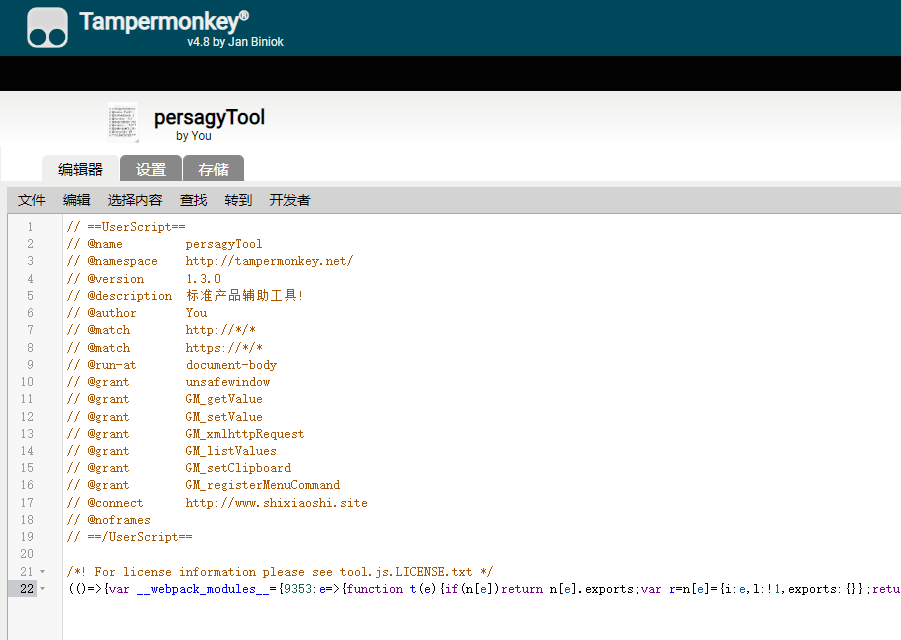 Tampermonkey®
v4.8 by Jan Biniok
persagyTool
by You
编辑器 设置 存储
文件 编辑 选择内容 查找 转到 开发者
1 // ==UserScript==
2 // @name persagyTool
3 // @namespace http://tampermonkey.net/
4 // @version 1.3.0
5 // @description 标准产品辅助工具!
6 // @author You
7 // @match http://*/*
8 // @match https://*/*
9 // @run-at document-body
10 // @grant unsafewindow
11 // @grant GM_getValue
12 // @grant GM_setValue
13 // @grant GM_xmlhttpRequest
14 // @grant GM_listValues
15 // @grant GM_setClipboard
16 // @grant GM_registerMenuCommand
17 // @connect http://www.shixiaoshi.site
18 // @noframes
19 // ==/UserScript==
20
21 /*! For license information please see tool.js.LICENSE.txt */
22 (()=>{var __webpack_modules__={9353:e=>{function t(e){if(n[e])return n[e].exports;var r=n[e]={i:e,l:!1,exports:{}};retu